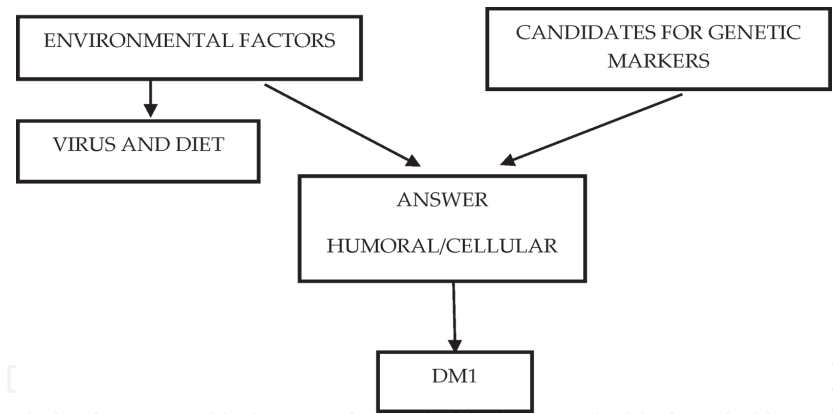 ENVIRONMENTAL FACTORS
CANDIDATES FOR GENETIC
MARKERS
VIRUS AND DIET
ANSWER
HUMORAL/CELLULAR
DM1